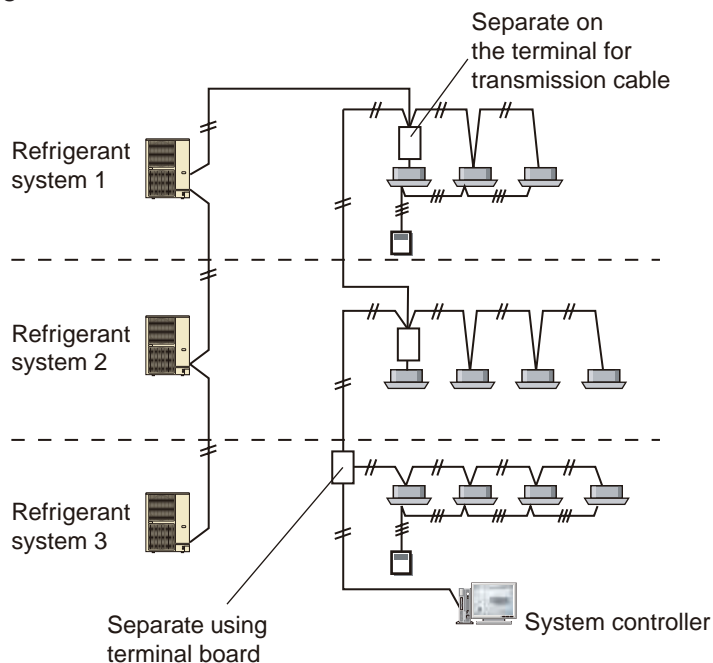 Separate on
the terminal for
transmission cable
Refrigerant
system 1
Refrigerant
system 2
Refrigerant
system 3
System controller
Separate using
terminal board